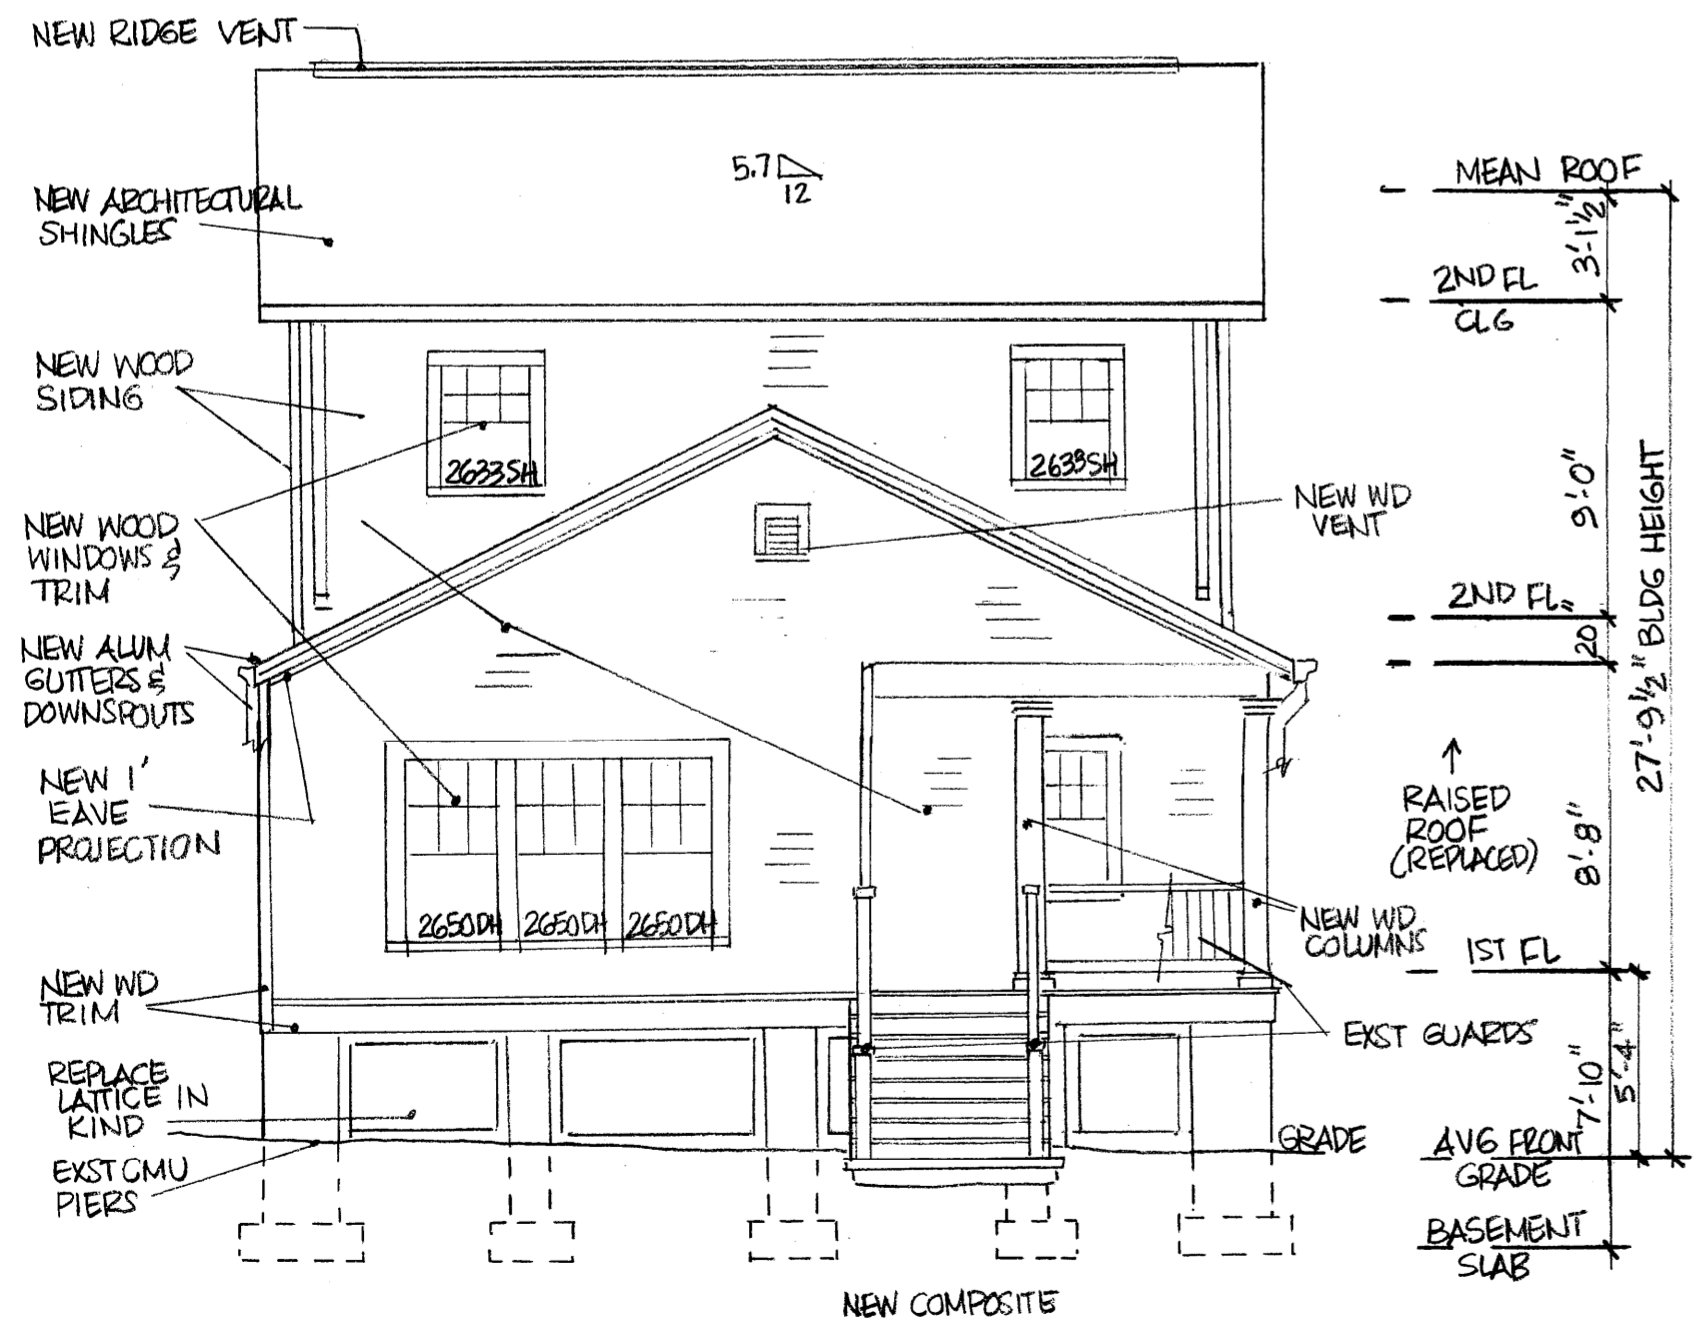 NEW RIDGE VENT
5.7
12
NEW ARCHITECTURAL
SHINGLES
NEW WOOD
SIDING
2633SH
2633SH
NEW WOOD
WINDOWS &
TRIM
NEW WD
VENT
NEW ALUM
GUTTERS &
DOWNSPOUTS
NEW 1'
EAVE
PROJECTION
2650DH 2650DH 2650DH
NEW WD
TRIM
REPLACE
LATTICE IN
KIND
EXST CMU
PIERS
NEW WD
COLUMNS
EXST GUARDS
GRADE
NEW COMPOSITE
MEAN ROOF
3'-1½"
2ND FL
CLG
9'-0"
2ND FL
20"
↑
RAISED
ROOF
(REPLACED)
8'-8"
27'-9½" BLDG HEIGHT
1ST FL
7'-10"
5'-4"
AVG FRONT
GRADE
BASEMENT
SLAB